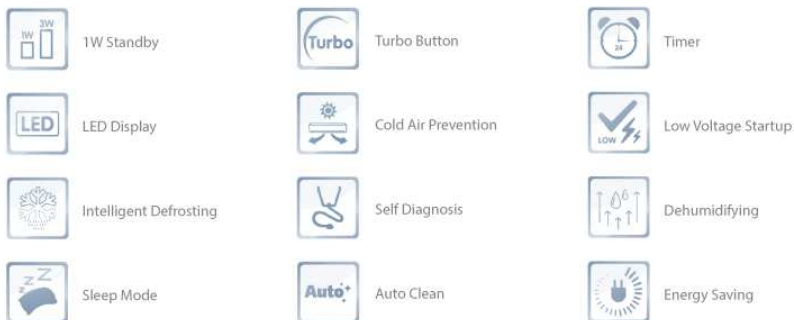 1W 3W
1W Standby
Turbo
Turbo Button
24
Timer
LED
LED Display
Cold Air Prevention
LOW
Low Voltage Startup
Intelligent Defrosting
Self Diagnosis
Dehumidifying
ZZZ
Sleep Mode
Auto
Auto Clean
Energy Saving